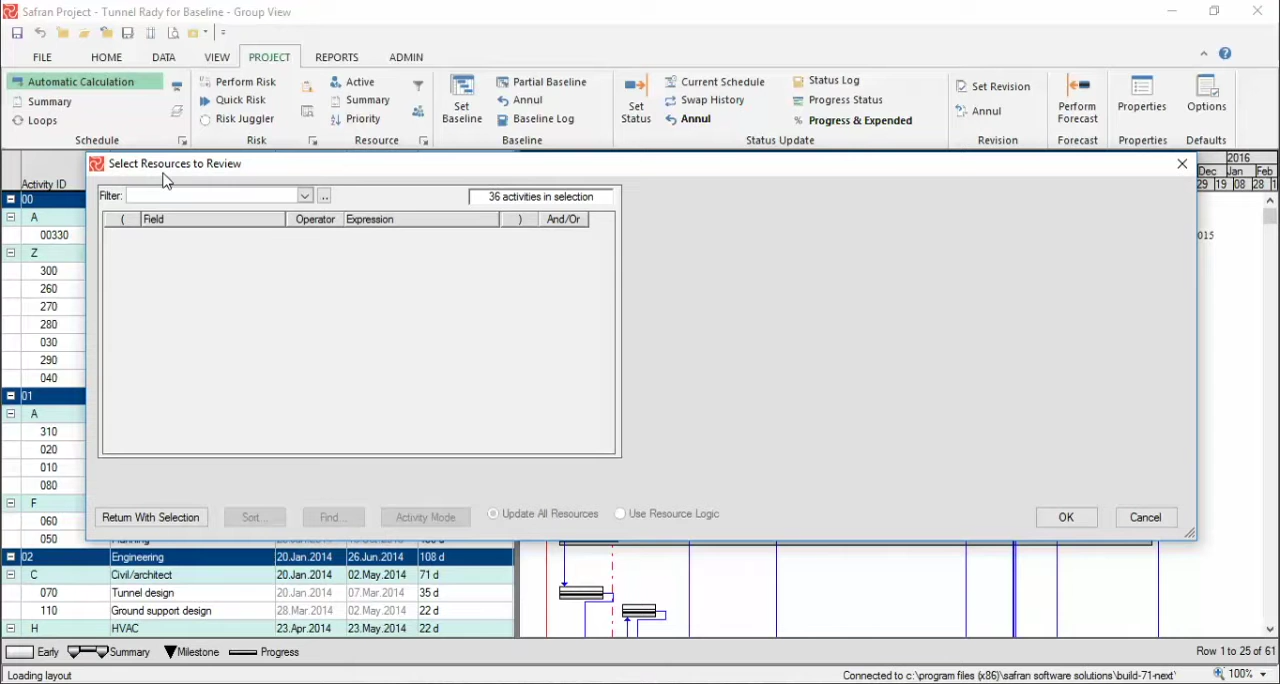 Safran Project - Tunnel Rady for Baseline - Group View
FILE HOME DATA VIEW PROJECT REPORTS ADMIN
Automatic Calculation
Summary
Loops
Schedule
Perform Risk
Quick Risk
Risk Juggler
Risk
Active
Summary
Priority
Resource
Set Baseline
Partial Baseline
Annul
Baseline Log
Baseline
Set Status
Current Schedule
Swap History
Annul
Status Log
Progress Status
% Progress & Expended
Status Update
Set Revision
Annul
Revision
Perform Forecast
Forecast
Properties
Properties
Options
Defaults
Select Resources to Review
Filter: .. 36 activities in selection
( Field Operator Expression ) And/Or
Return With Selection Sort... Find... Activity Mode Update All Resources Use Resource Logic OK Cancel
2016
Dec Jan Feb
29 19 08 28 1
015
Activity ID
00
A
00330
Z
300
260
270
280
030
290
040
01
A
310
020
010
080
F
060
050
02 Engineering 20.Jan.2014 26.Jun.2014 108 d
C Civil/architect 20.Jan.2014 02.May.2014 71 d
070 Tunnel design 20.Jan.2014 07.Mar.2014 35 d
110 Ground support design 28.Mar.2014 02.May.2014 22 d
H HVAC 23.Apr.2014 23.May.2014 22 d
Early Summary Milestone Progress Row 1 to 25 of 61
Loading layout Connected to c:\program files (x86)\safran software solutions\build-71-next\ 100%